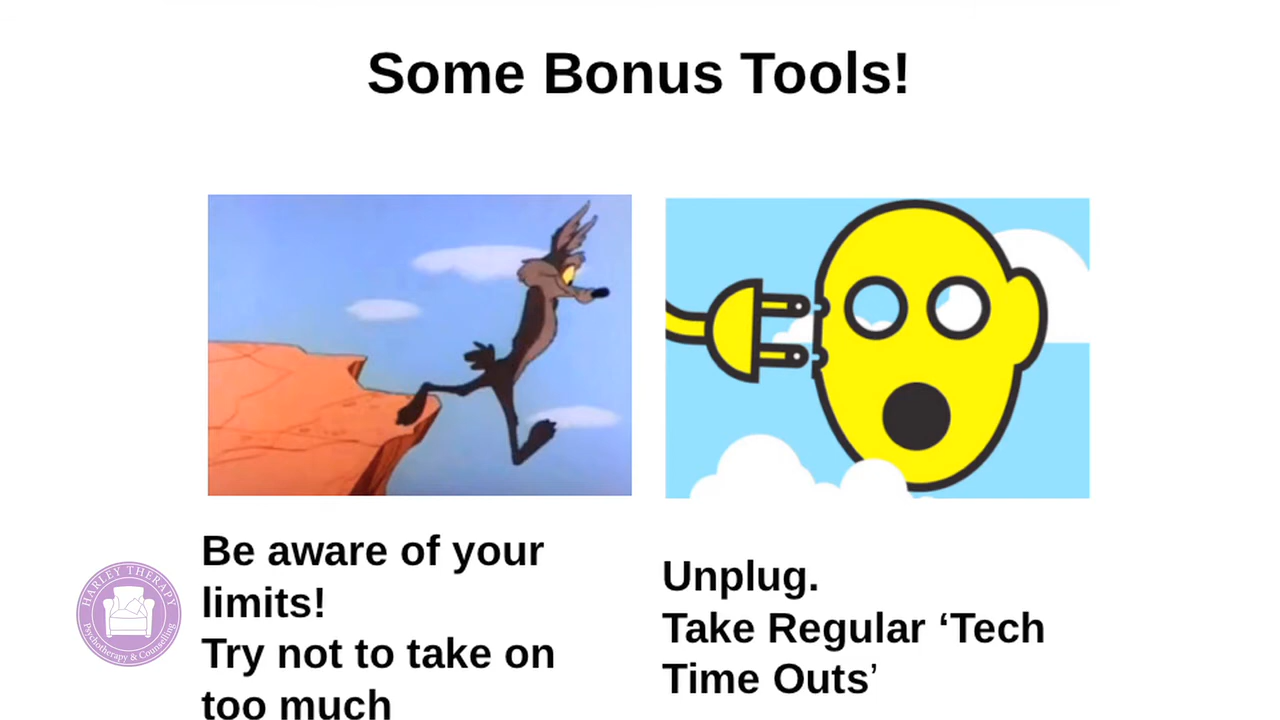 Some Bonus Tools!
Be aware of your
limits!
Try not to take on
too much
Unplug.
Take Regular ‘Tech
Time Outs’
HARLEY THERAPY
Psychotherapy & Counselling